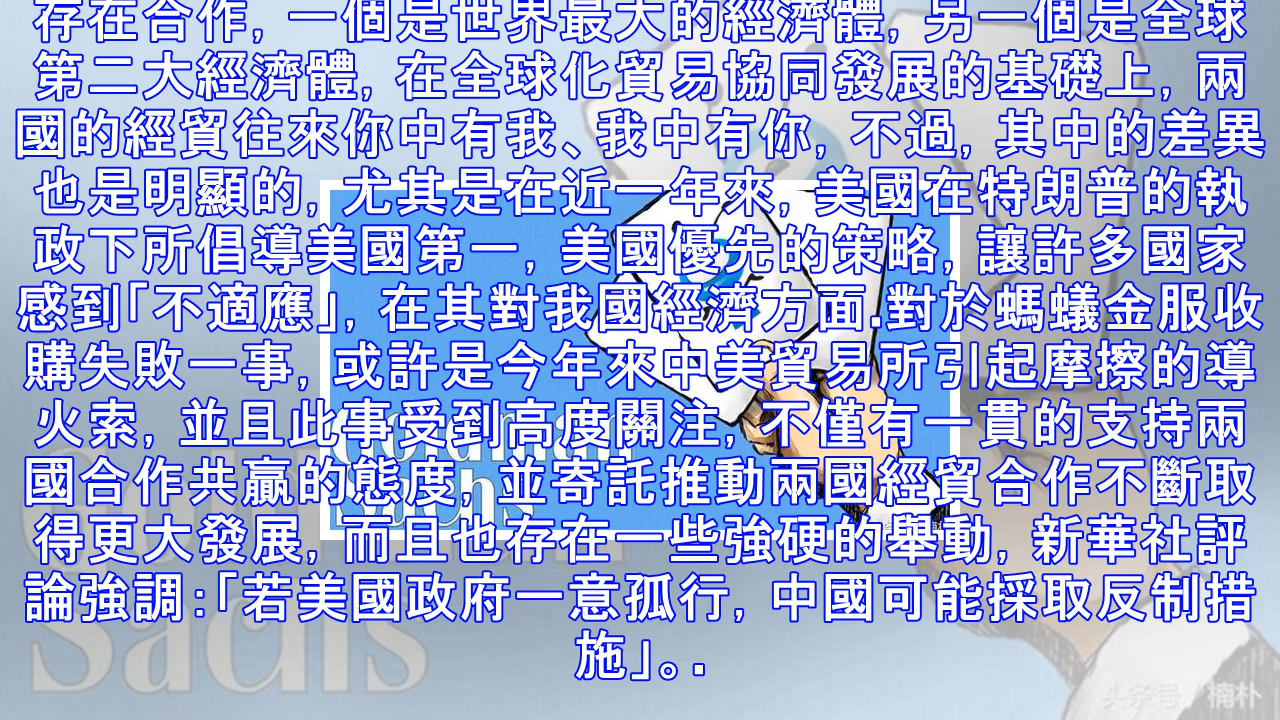 存在合作, 一個是世界最大的經濟體, 另一個是全球
第二大經濟體, 在全球化貿易協同發展的基礎上, 兩
國的經貿往來你中有我、我中有你, 不過, 其中的差異
也是明顯的, 尤其是在近一年來, 美國在特朗普的執
政下所倡導美國第一, 美國優先的策略, 讓許多國家
感到「不適應」, 在其對我國經濟方面,對於螞蟻金服收
購失敗一事, 或許是今年來中美貿易所引起摩擦的導
火索, 並且此事受到高度關注, 不僅有一貫的支持兩
國合作共贏的態度, 並寄託推動兩國經貿合作不斷取
得更大發展, 而且也存在一些強硬的舉動, 新華社評
論強調:「若美國政府一意孤行, 中國可能採取反制措
施」。.
Goldman
Sachs
头条号 / 楠朴